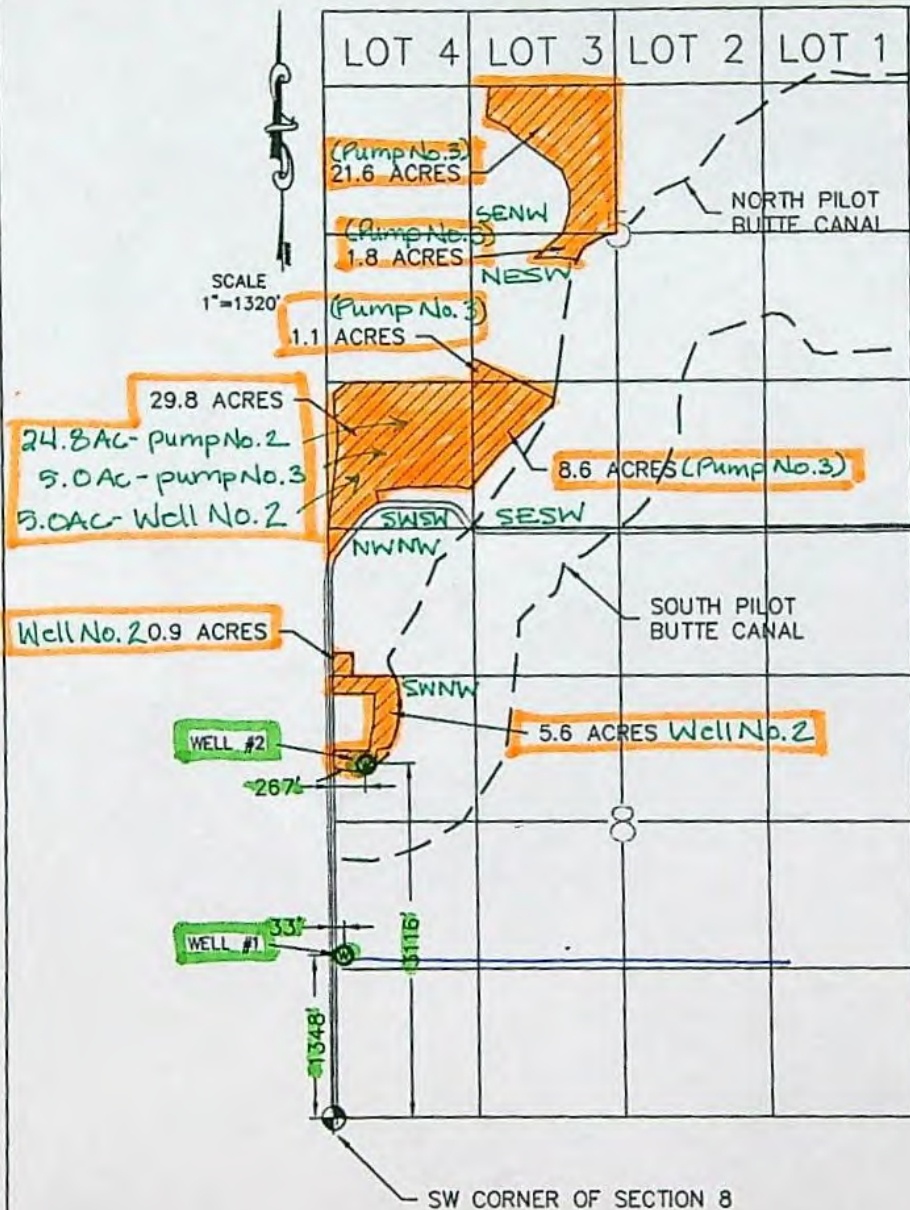 LOT 4
LOT 3
LOT 2
LOT 1
(Pump No.3)
21.6 ACRES
NORTH PILOT
BUTTE CANAL
SENW
(Pump No.3)
1.8 ACRES
NESW
SCALE
1"=1320'
(Pump No. 3)
1.1 ACRES
29.8 ACRES
24.8AC- pump No.2
5.0AC- pump No.3
5.0AC- Well No.2
8.6 ACRES (Pump No.3)
SWSW
SESW
NWNW
SOUTH PILOT
BUTTE CANAL
Well No.2 0.9 ACRES
SWNW
5.6 ACRES Well No.2
WELL #2
267'
8
WELL #1
33'
3116'
1348'
SW CORNER OF SECTION 8